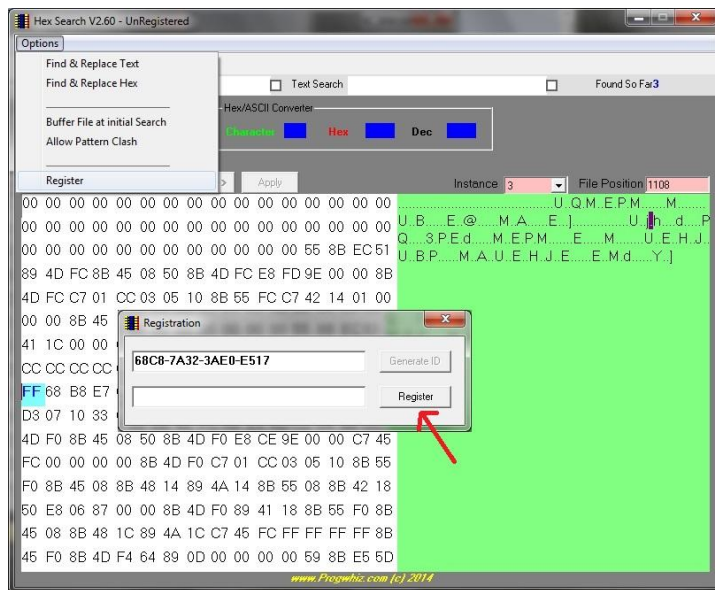 Hex Search V2.60 - UnRegistered
Options
Find & Replace Text
Find & Replace Hex
Buffer File at initial Search
Allow Pattern Clash
Register
Text Search
Found So Far3
Hex/ASCII Converter
Character Hex Dec
> Apply
Instance 3 File Position 1108
00 00 00 00 00 00 00 00 00 00 00 00 00 00 00 00
00 00 00 00 00 00 00 00 00 00 00 00 00 00 00 00
00 00 00 00 00 00 00 00 00 00 00 00 55 8B EC 51
89 4D FC 8B 45 08 50 8B 4D FC E8 FD 9E 00 00 8B
4D FC C7 01 CC 03 05 10 8B 55 FC C7 42 14 01 00
00 00 8B 45
41 1C 00 00
CC CC CC CC
FF 68 B8 E7
D3 07 10 33
4D F0 8B 45 08 50 8B 4D F0 E8 CE 9E 00 00 C7 45
FC 00 00 00 00 8B 4D F0 C7 01 CC 03 05 10 8B 55
F0 8B 45 08 8B 48 14 89 4A 14 8B 55 08 8B 42 18
50 E8 06 87 00 00 8B 4D F0 89 41 18 8B 55 F0 8B
45 08 8B 48 1C 89 4A 1C C7 45 FC FF FF FF FF 8B
45 F0 8B 4D F4 64 89 0D 00 00 00 00 59 8B E5 5D
Registration
68C8-7A32-3AE0-E517
Generate ID
Register
www.Progwhiz.com (c) 2014